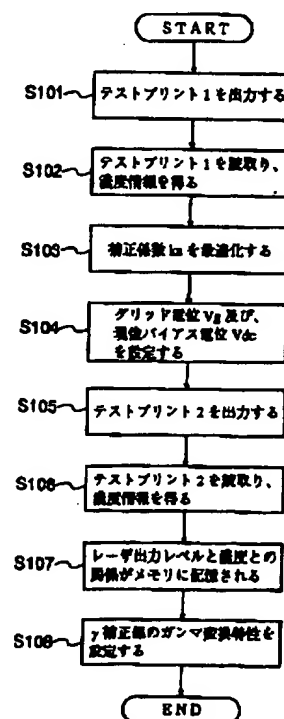 START
S101
テストプリント1を出力する
S102
テストプリント1を読取り、
濃度情報を得る
S103
補正係数 を最適化する
S104
グリッド電位 Vg 及び、
現像バイアス電位 Vdc
を設定する
S105
テストプリント2を出力する
S106
テストプリント2を読取り、
濃度情報を得る
S107
レーザ出力レベルと濃度との
関係がメモリに記憶される
S108
γ補正部のガンマ変換特性を
設定する
END